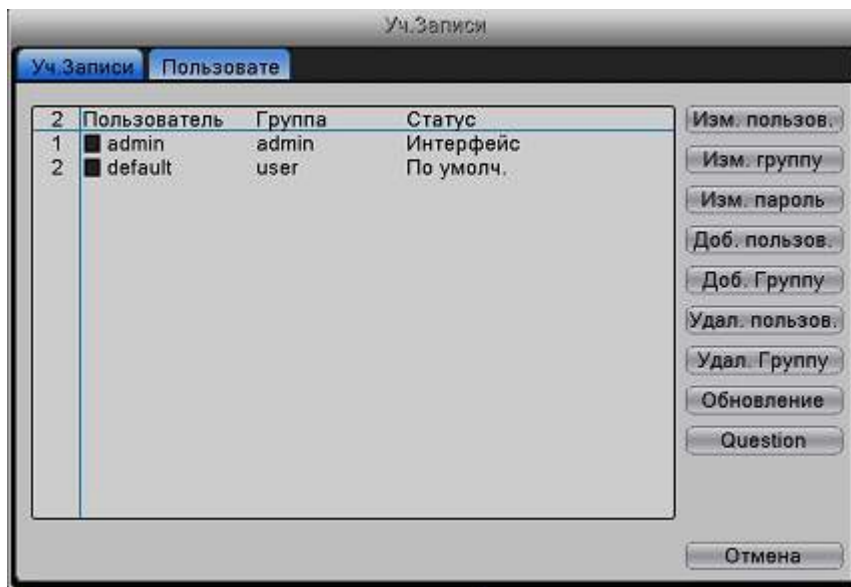 Уч.Записи
Уч.Записи Пользовате
2 Пользователь Группа Статус
1 admin admin Интерфейс
2 default user По умолч.
Изм. пользов.
Изм. группу
Изм. пароль
Доб. пользов.
Доб. Группу
Удал. пользов.
Удал. Группу
Обновление
Question
Отмена